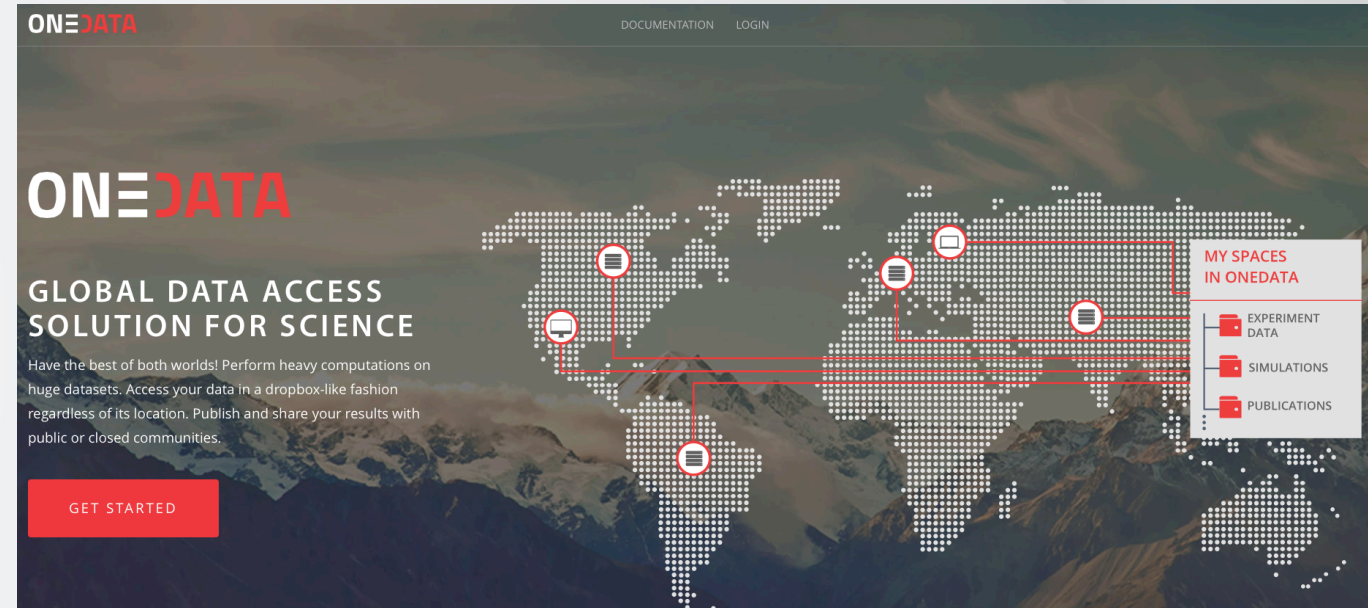 ONEDATA
DOCUMENTATION LOGIN
ONEDATA
GLOBAL DATA ACCESS
SOLUTION FOR SCIENCE
Have the best of both worlds! Perform heavy computations on
huge datasets. Access your data in a dropbox-like fashion
regardless of its location. Publish and share your results with
public or closed communities.
GET STARTED
MY SPACES
IN ONEDATA
EXPERIMENT
DATA
SIMULATIONS
PUBLICATIONS